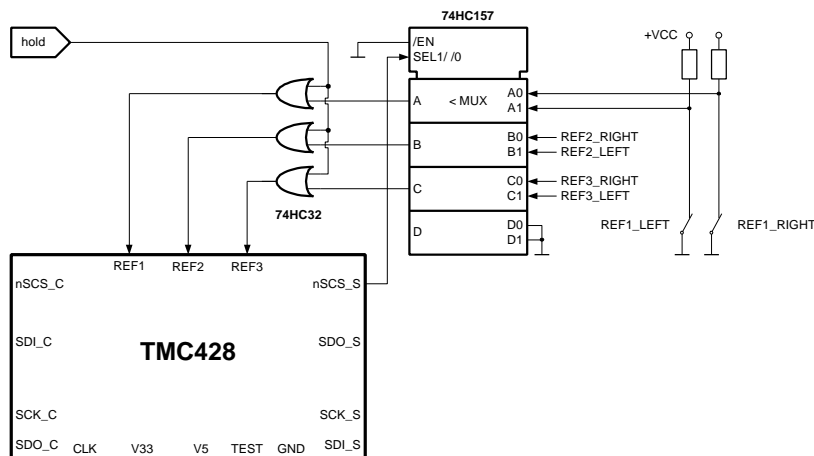 74HC157
hold
/EN
SEL1/ /0
+VCC
A
< MUX
A0
A1
B
B0
B1
REF2_RIGHT
REF2_LEFT
C
C0
C1
REF3_RIGHT
REF3_LEFT
74HC32
D
D0
D1
REF1_LEFT
REF1_RIGHT
REF1
REF2
REF3
nSCS_C
nSCS_S
SDI_C
TMC428
SDO_S
SCK_C
SCK_S
SDO_C
CLK
V33
V5
TEST
GND
SDI_S